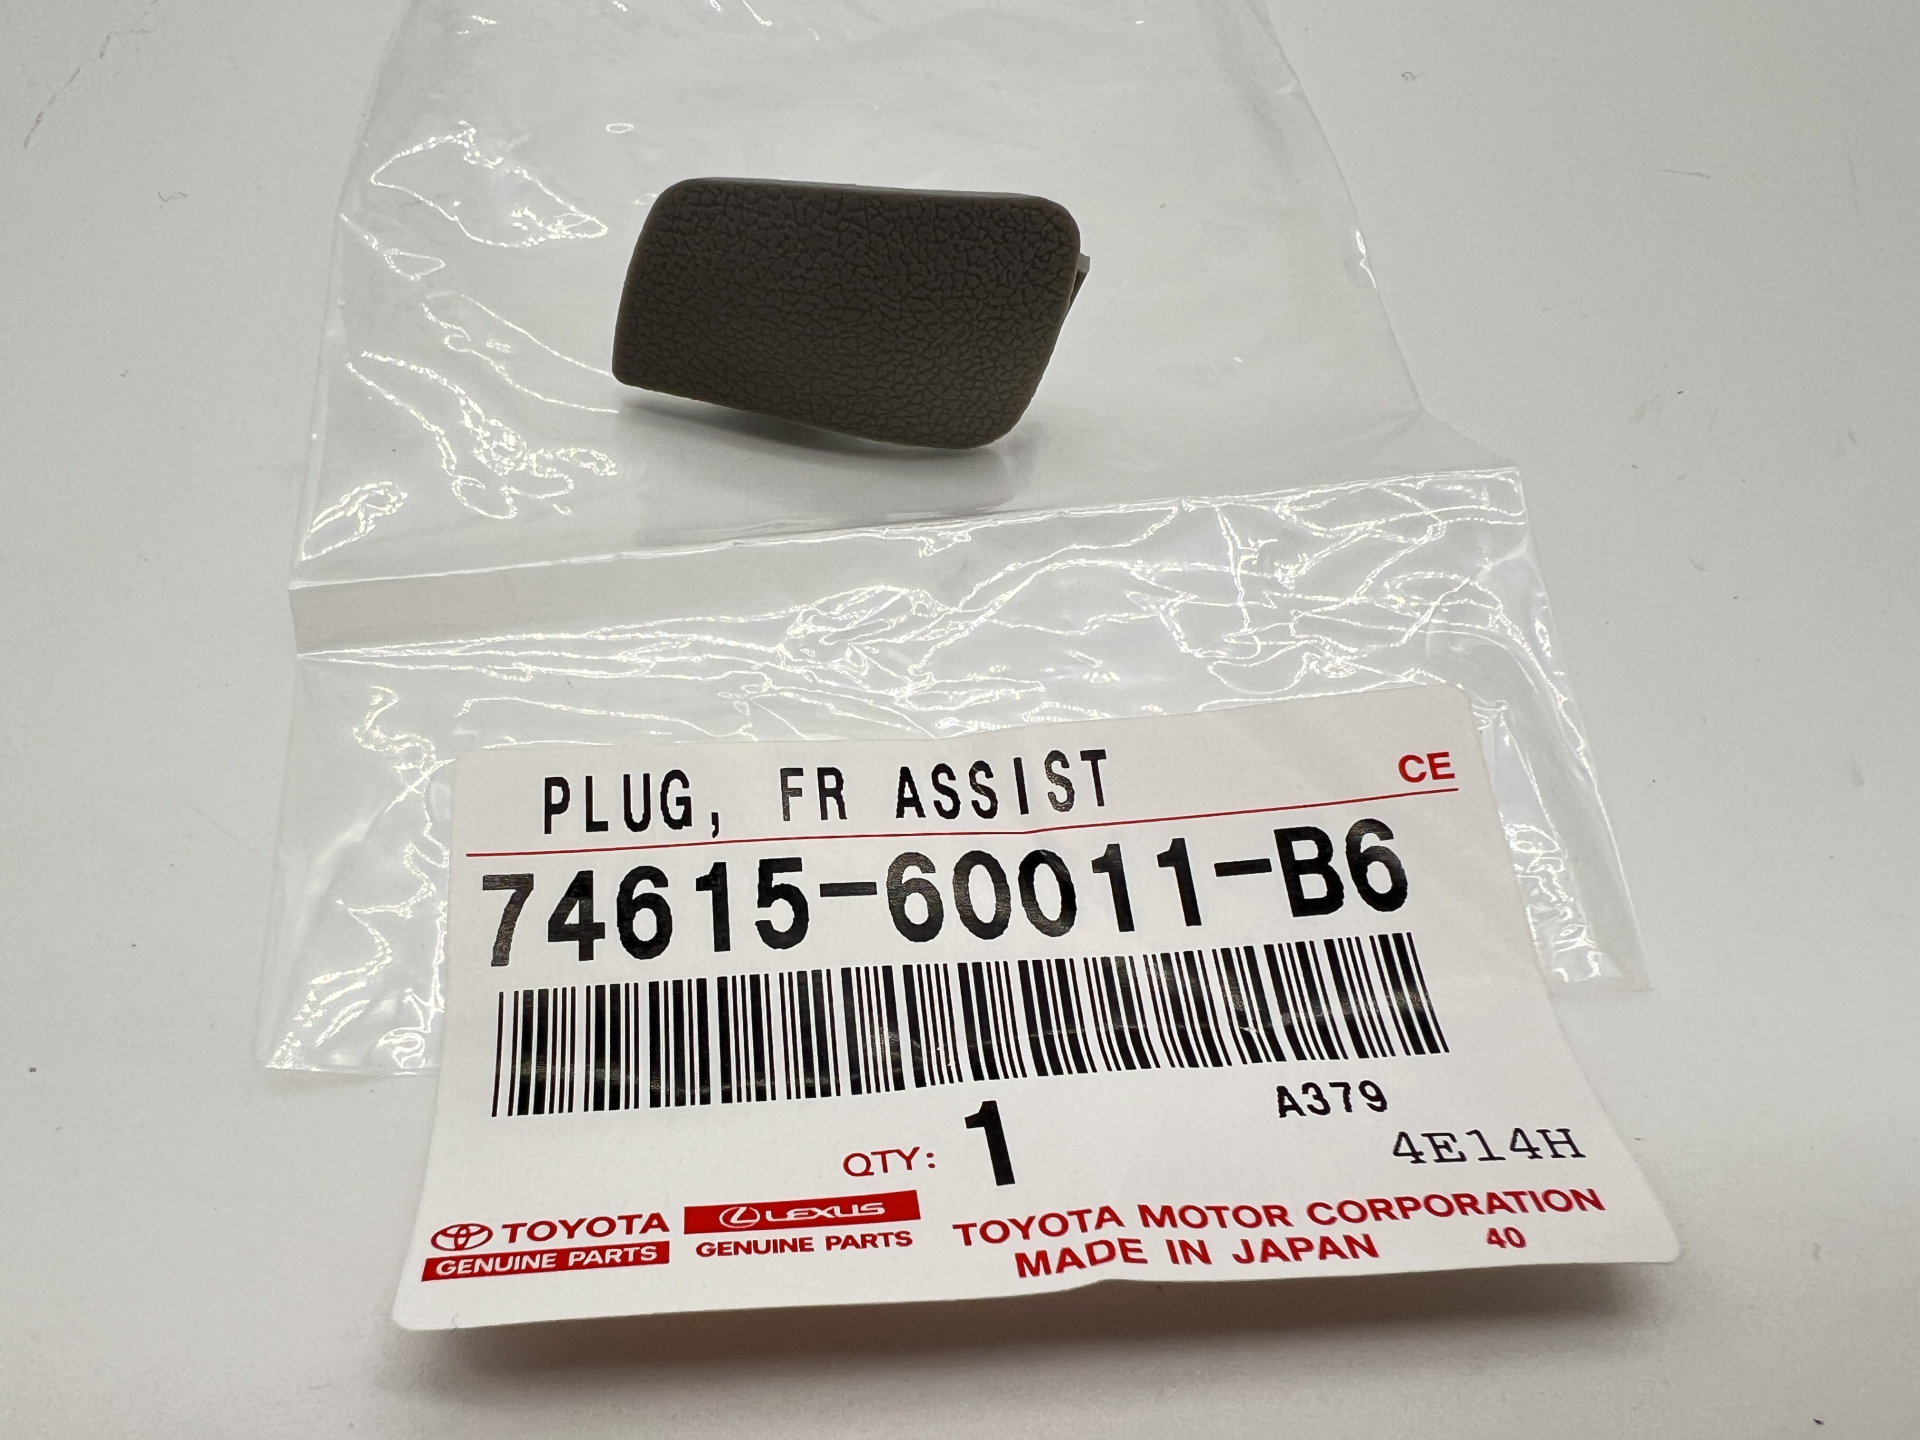 PLUG, FR ASSIST
CE
74615-60011-B6
A379
QTY: 1
4E14H
TOYOTA
GENUINE PARTS
LEXUS
GENUINE PARTS
TOYOTA MOTOR CORPORATION
MADE IN JAPAN 40